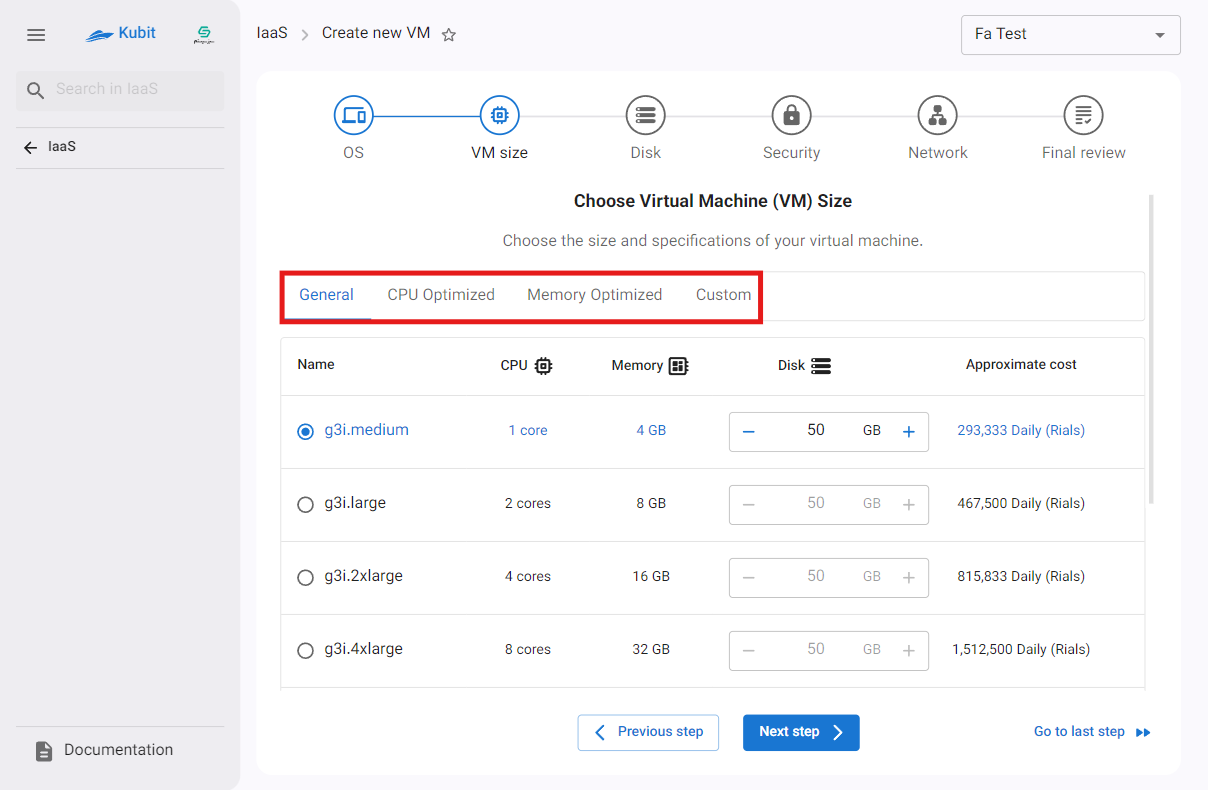 Kubit
IaaS
Create new VM
Fa Test
Search in IaaS
IaaS
OS
VM size
Disk
Security
Network
Final review
Choose Virtual Machine (VM) Size
Choose the size and specifications of your virtual machine.
General
CPU Optimized
Memory Optimized
Custom
Name CPU Memory Disk Approximate cost
g3i.medium 1 core 4 GB − 50 GB + 293,333 Daily (Rials)
g3i.large 2 cores 8 GB − 50 GB + 467,500 Daily (Rials)
g3i.2xlarge 4 cores 16 GB − 50 GB + 815,833 Daily (Rials)
g3i.4xlarge 8 cores 32 GB − 50 GB + 1,512,500 Daily (Rials)
Previous step
Next step
Go to last step
Documentation